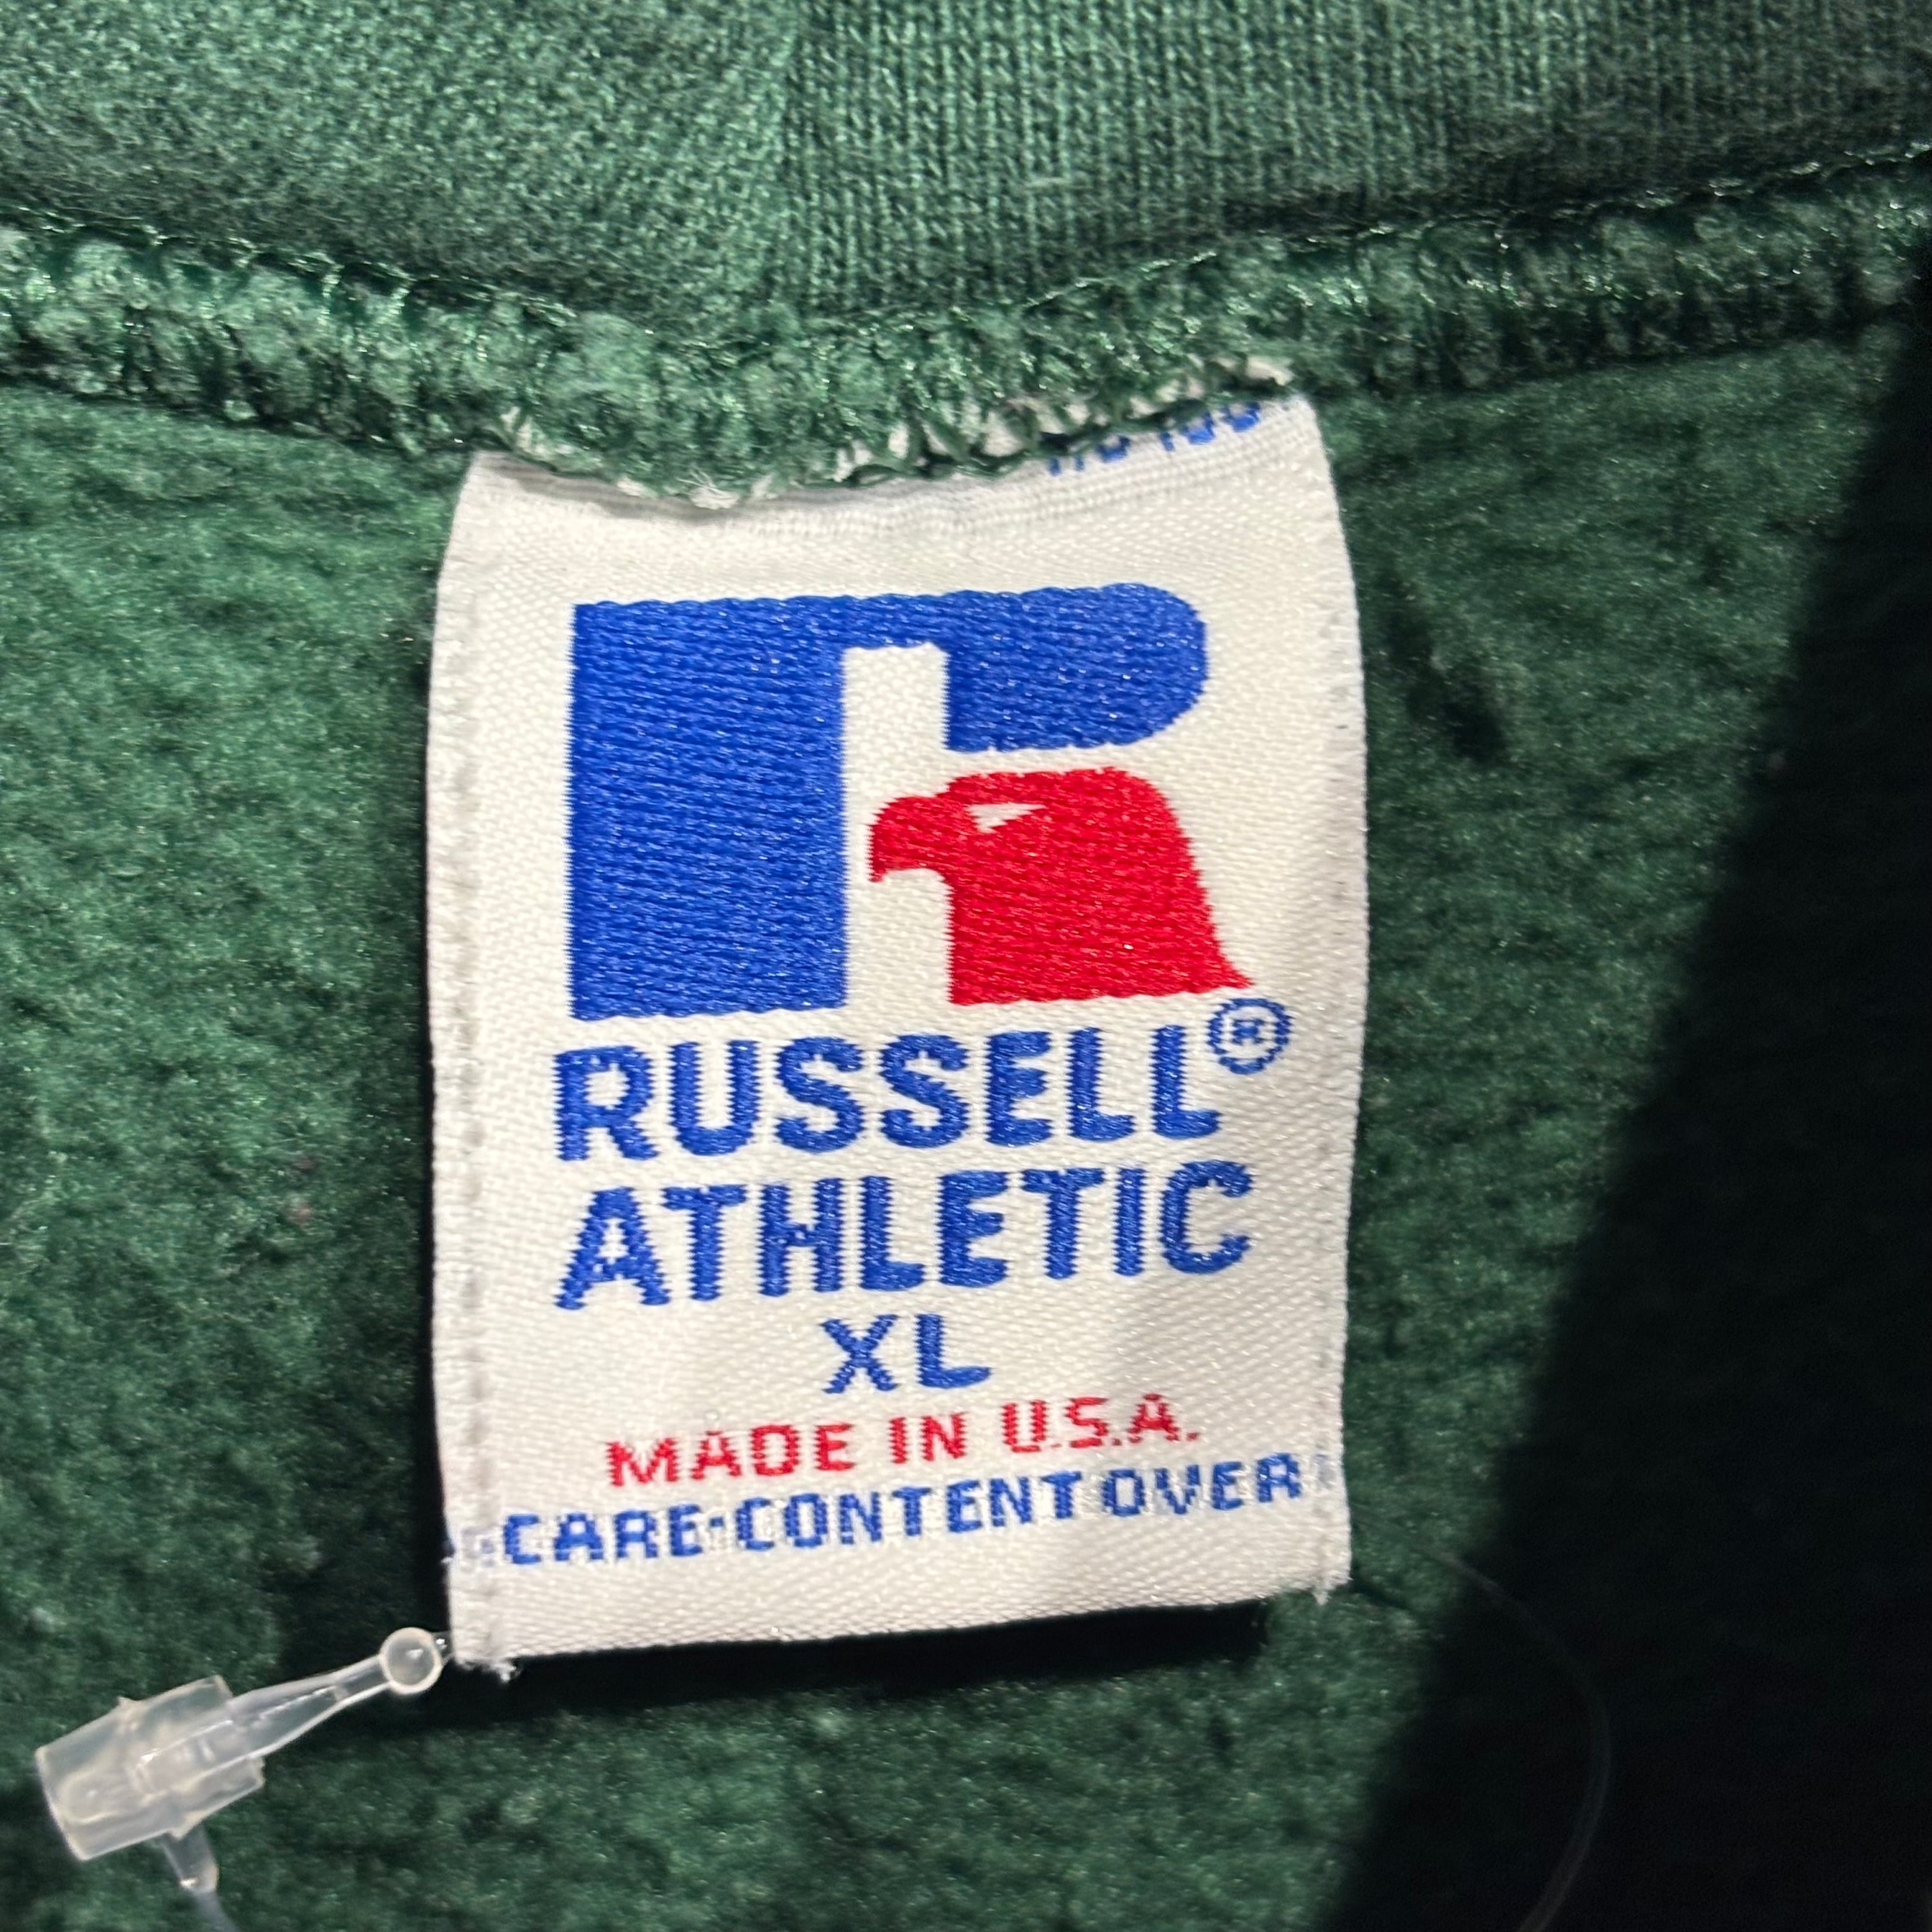 RUSSELL®
ATHLETIC
XL
MADE IN U.S.A.
CARE·CONTENT OVER